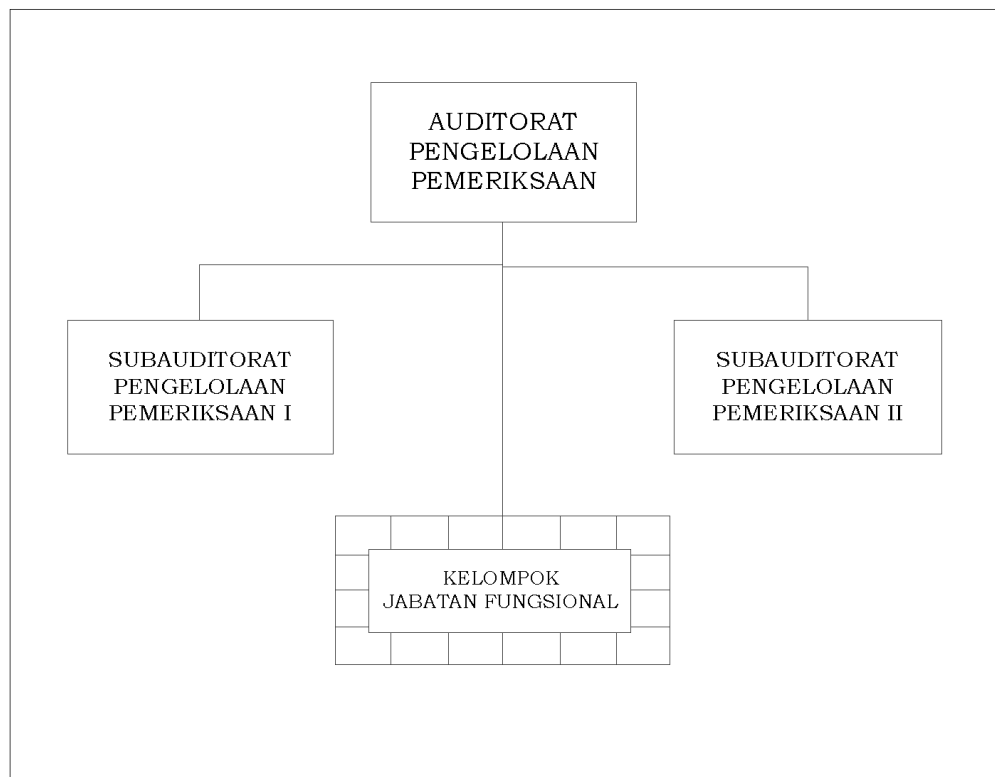 AUDITORAT
PENGELOLAAN
PEMERIKSAAN
SUBAUDITORAT
PENGELOLAAN
PEMERIKSAAN I
SUBAUDITORAT
PENGELOLAAN
PEMERIKSAAN II
KELOMPOK
JABATAN FUNGSIONAL